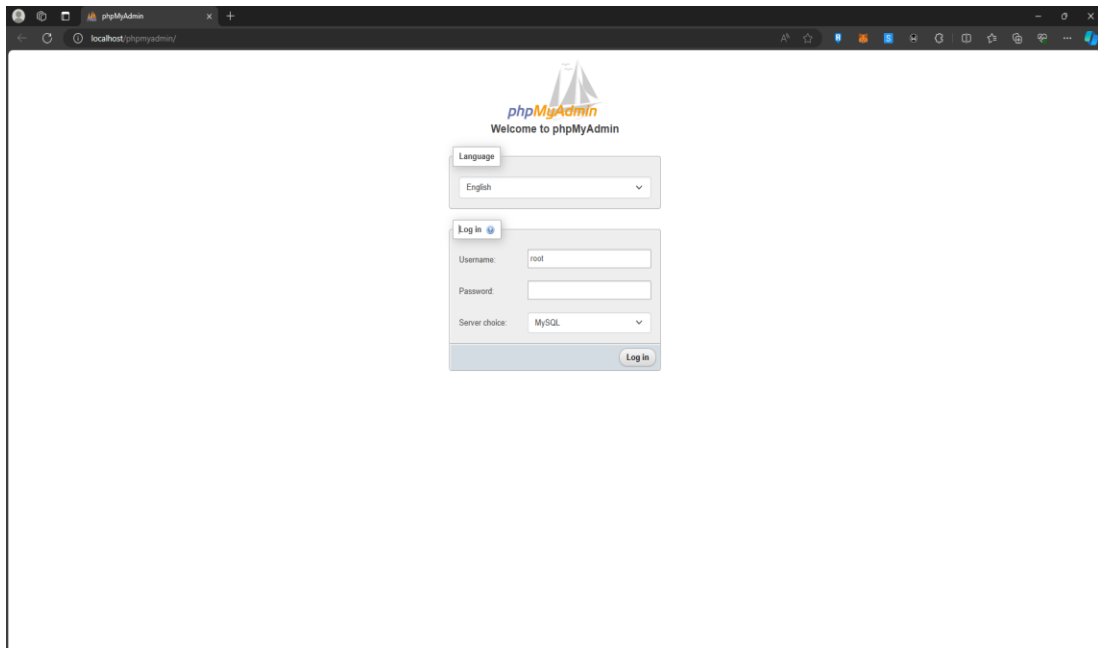 phpMyAdmin
localhost/phpmyadmin/
phpMyAdmin
Welcome to phpMyAdmin
Language
English
Log in
Username: root
Password:
Server choice: MySQL
Log in